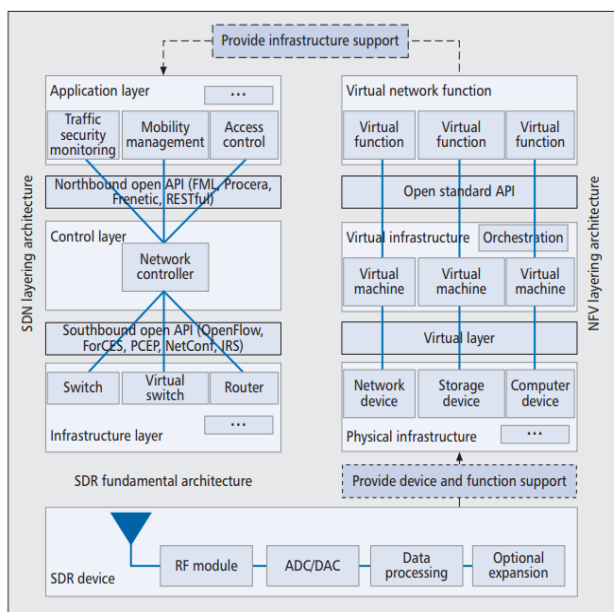 Provide infrastructure support
Application layer
...
Traffic
security
monitoring
Mobility
management
Access
control
Northbound open API (FML, Procera,
Frenetic, RESTful)
Control layer
Network
controller
Southbound open API (OpenFlow,
ForCES, PCEP, NetConf, IRS)
Switch
Virtual
switch
Router
...
Infrastructure layer
SDN layering architecture
Virtual network function
Virtual
function
Virtual
function
Virtual
function
Open standard API
Virtual infrastructure
Orchestration
Virtual
machine
Virtual
machine
Virtual
machine
Virtual layer
Network
device
Storage
device
Computer
device
Physical infrastructure
...
NFV layering architecture
SDR fundamental architecture
Provide device and function support
RF module
ADC/DAC
Data
processing
Optional
expansion
SDR device